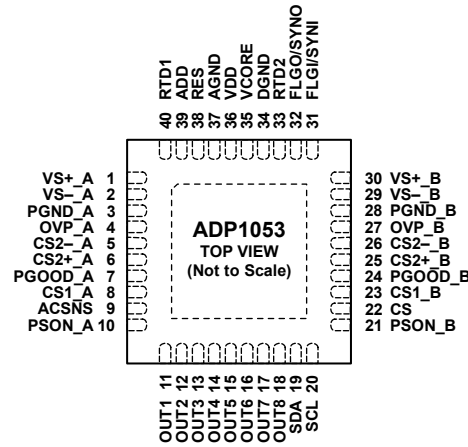 40 RTD1
39 ADD
38 RES
37 AGND
36 VDD
35 VCORE
34 DGND
33 RTD2
32 FLGO/SYNO
31 FLGI/SYNI
VS+_A 1
VS–_A 2
PGND_A 3
OVP_A 4
CS2–_A 5
CS2+_A 6
PGOOD_A 7
CS1_A 8
ACSNS 9
PSON_A 10
ADP1053
TOP VIEW
(Not to Scale)
30 VS+_B
29 VS–_B
28 PGND_B
27 OVP_B
26 CS2–_B
25 CS2+_B
24 PGOOD_B
23 CS1_B
22 CS
21 PSON_B
OUT1 11
OUT2 12
OUT3 13
OUT4 14
OUT5 15
OUT6 16
OUT7 17
OUT8 18
SDA 19
SCL 20